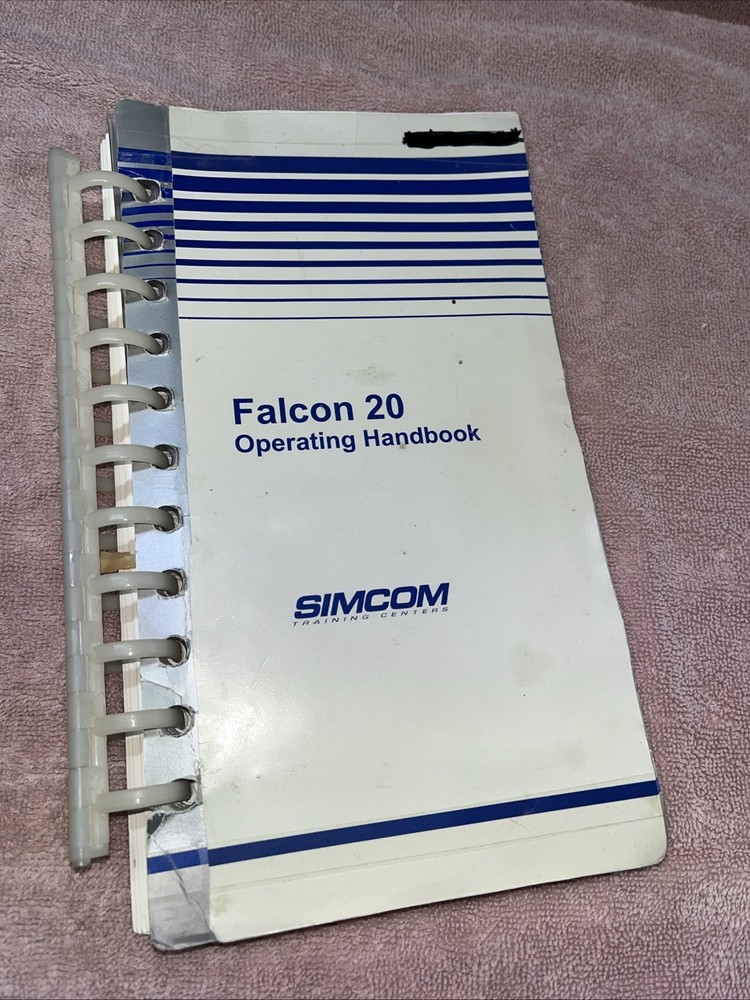 Falcon 20
Operating Handbook
SIMCOM
TRAINING CENTERS